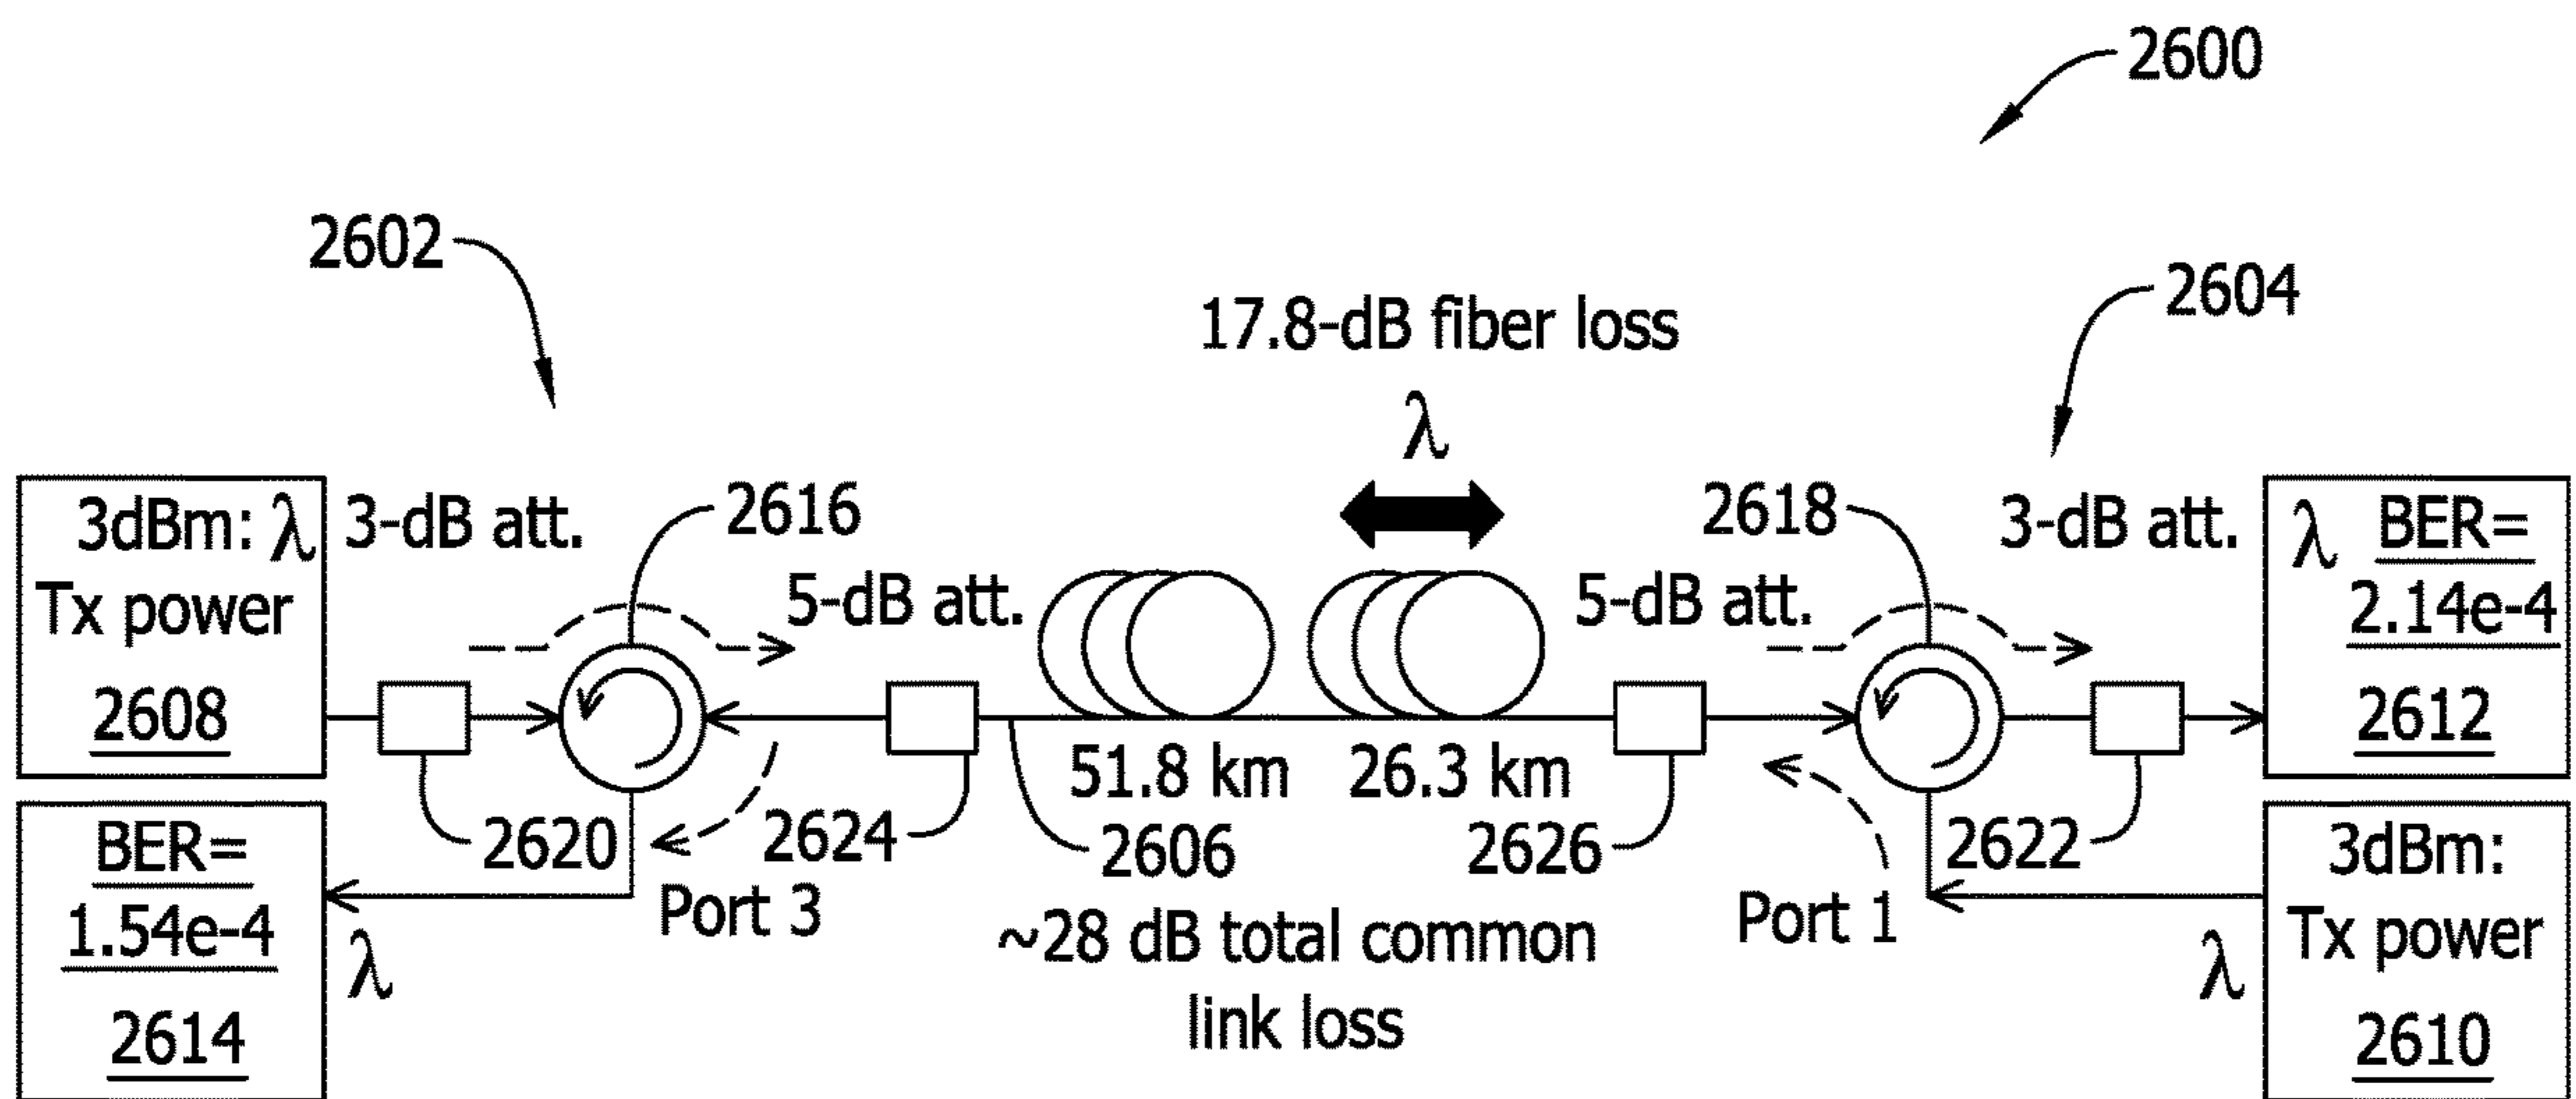 2600
2602
2604
17.8-dB fiber loss
λ
3dBm: λ
Tx power
2608
3-dB att.
2616
5-dB att.
5-dB att.
2618
3-dB att.
λ BER=
2.14e-4
2612
51.8 km
26.3 km
2620
2624
2606
2626
2622
BER=
1.54e-4
2614
λ
Port 3
~28 dB total common
link loss
Port 1
λ
3dBm:
Tx power
2610